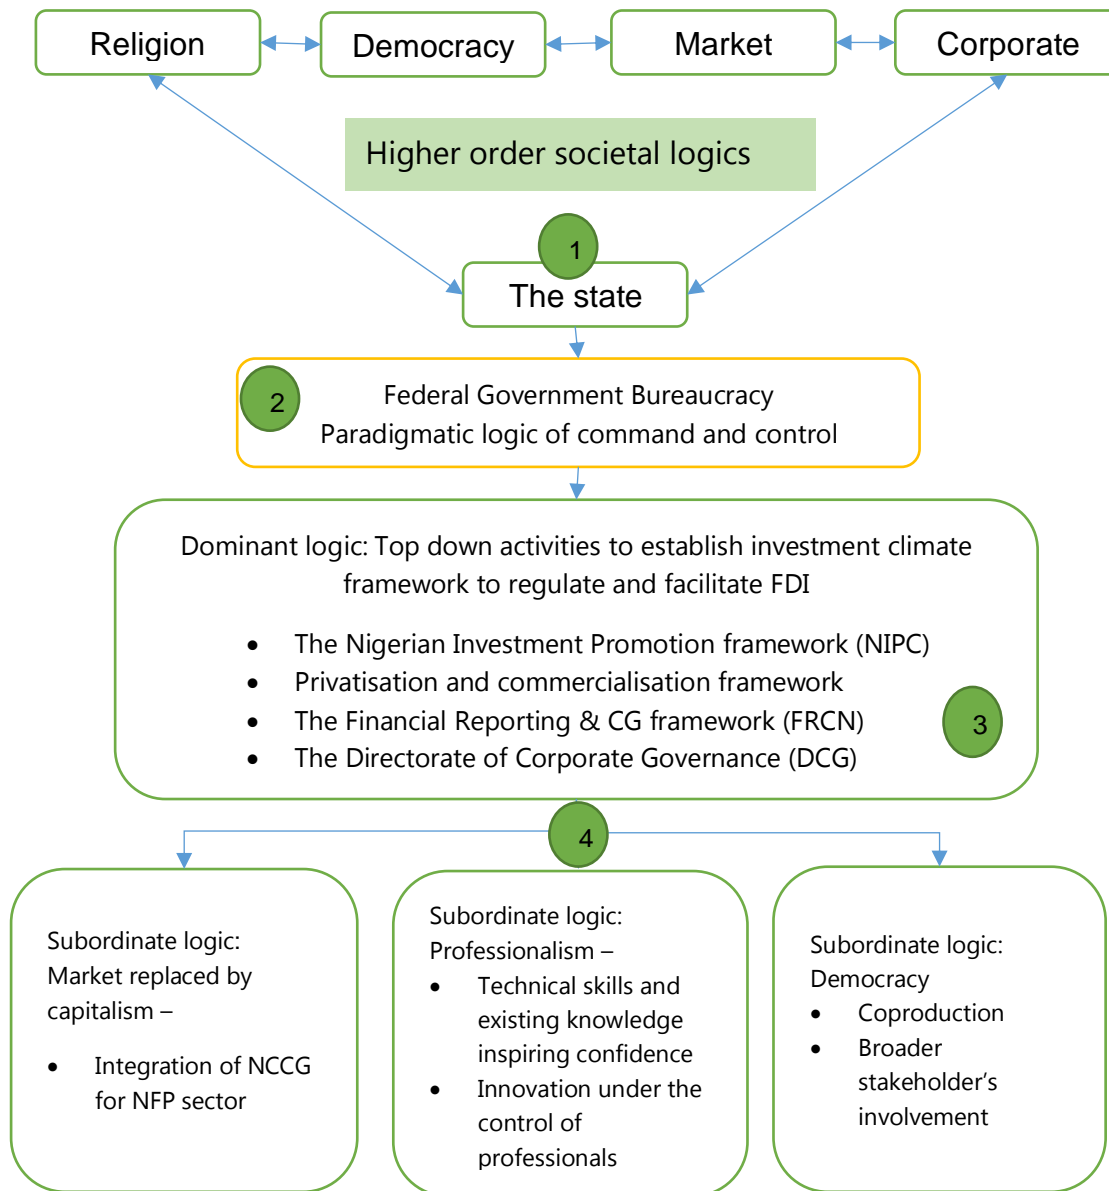 Religion
Democracy
Market
Corporate
Higher order societal logics
1
The state
2
Federal Government Bureaucracy
Paradigmatic logic of command and control
Dominant logic: Top down activities to establish investment climate
framework to regulate and facilitate FDI
• The Nigerian Investment Promotion framework (NIPC)
• Privatisation and commercialisation framework
• The Financial Reporting & CG framework (FRCN)
• The Directorate of Corporate Governance (DCG)
3
4
Subordinate logic:
Market replaced by
capitalism –
• Integration of NCCG
for NFP sector
Subordinate logic:
Professionalism –
• Technical skills and
existing knowledge
inspiring confidence
• Innovation under the
control of
professionals
Subordinate logic:
Democracy
• Coproduction
• Broader
stakeholder’s
involvement